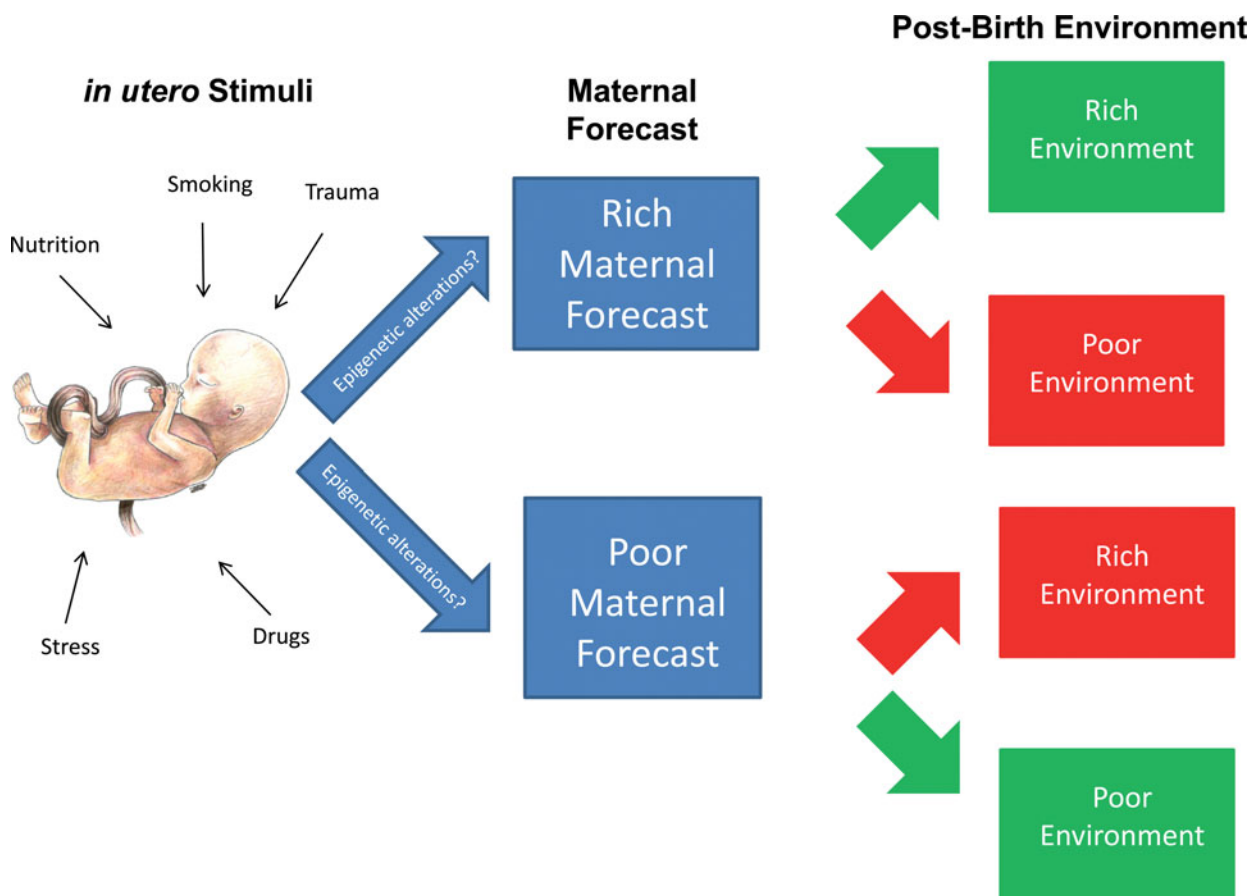 in utero Stimuli
Smoking
Trauma
Nutrition
Stress
Drugs
Epigenetic alterations?
Epigenetic alterations?
Maternal
Forecast
Rich
Maternal
Forecast
Poor
Maternal
Forecast
Post-Birth Environment
Rich
Environment
Poor
Environment
Rich
Environment
Poor
Environment